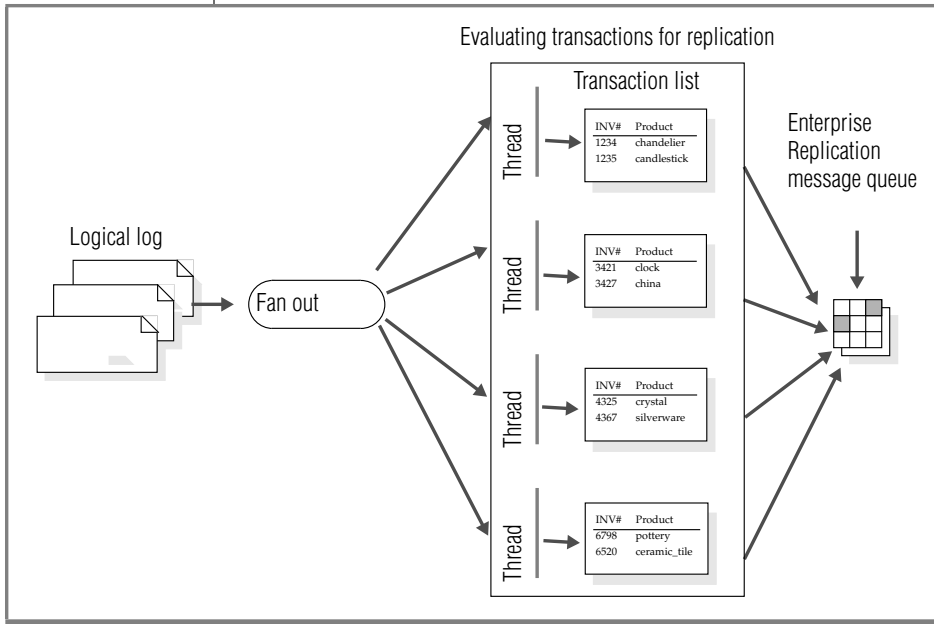 Evaluating transactions for replication
Transaction list
Enterprise
Replication
message queue
Logical log
Fan out
Thread
INV# Product
1234 chandelier
1235 candlestick
Thread
INV# Product
3421 clock
3427 china
Thread
INV# Product
4325 crystal
4367 silverware
Thread
INV# Product
6798 pottery
6520 ceramic_tile